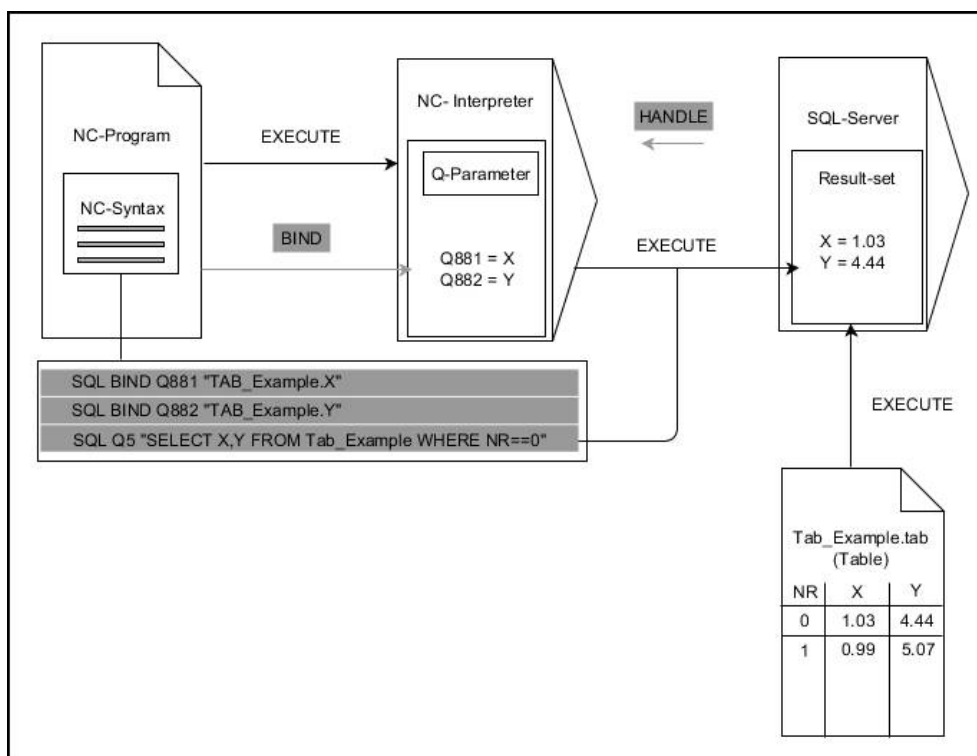 NC-Program
NC-Syntax
EXECUTE
BIND
NC- Interpreter
Q-Parameter
Q881 = X
Q882 = Y
HANDLE
EXECUTE
SQL-Server
Result-set
X = 1.03
Y = 4.44
SQL BIND Q881 "TAB_Example.X"
SQL BIND Q882 "TAB_Example.Y"
SQL Q5 "SELECT X,Y FROM Tab_Example WHERE NR==0"
EXECUTE
Tab_Example.tab
(Table)
NR X Y
0 1.03 4.44
1 0.99 5.07